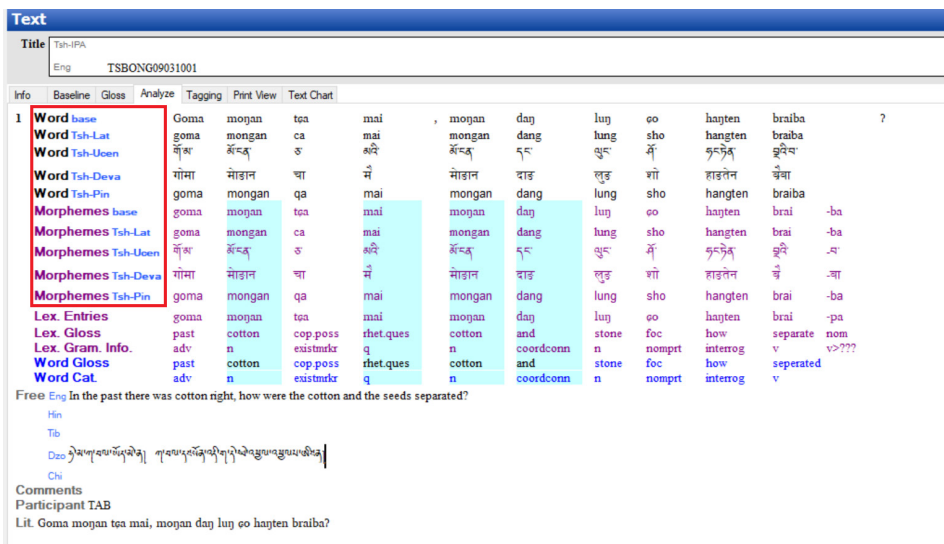 Text
Title Tsh-IPA
Eng TSBONG09031001
Info Baseline Gloss Analyze Tagging Print View Text Chart
1 Word base Goma moŋan tɕa mai , moŋan daŋ luŋ ɕo haŋten braiba ?
Word Tsh-Lat goma mongan ca mai mongan dang lung sho hangten braiba
Word Tsh-Ucen གོ་མ་ མོ་ངན་ ཅ་ མའི་ མོ་ངན་ དང་ ལུང་ ཤོ་ ཧང་ཏེན་ བྲའི་བ་
Word Tsh-Deva गोमा चा मै दाङ लुङ शो हाङतेन ब्रैबा
Word Tsh-Pin goma mongan qa mai mongan dang lung sho hangten braiba
Morphemes base goma moŋan tɕa mai moŋan daŋ luŋ ɕo haŋten brai -ba
Morphemes Tsh-Lat goma mongan ca mai mongan dang lung sho hangten brai -ba
Morphemes Tsh-Ucen གོ་མ་ མོ་ངན་ ཅ་ མའི་ མོ་ངན་ དང་ ལུང་ ཤོ་ ཧང་ཏེན་ བྲའི་ -བ་
Morphemes Tsh-Deva गोमा चा मै दाङ लुङ शो हाङतेन ब्रै -बा
Morphemes Tsh-Pin goma mongan qa mai mongan dang lung sho hangten brai -ba
Lex. Entries goma moŋan tɕa mai moŋan daŋ luŋ ɕo haŋten brai -pa
Lex. Gloss past cotton cop.poss rhet.ques cotton and stone foc how separate nom
Lex. Gram. Info. adv n existmrkr q n coordconn n nomprt interrog v v>???
Word Gloss past cotton cop.poss rhet.ques cotton and stone foc how seperated
Word Cat. adv n existmrkr q n coordconn n nomprt interrog v
Free Eng In the past there was cotton right, how were the cotton and the seeds separated?
Hin
Tib
Dzo
Chi
Comments
Participant TAB
Lit. Goma moŋan tɕa mai, moŋan daŋ luŋ ɕo haŋten braiba?